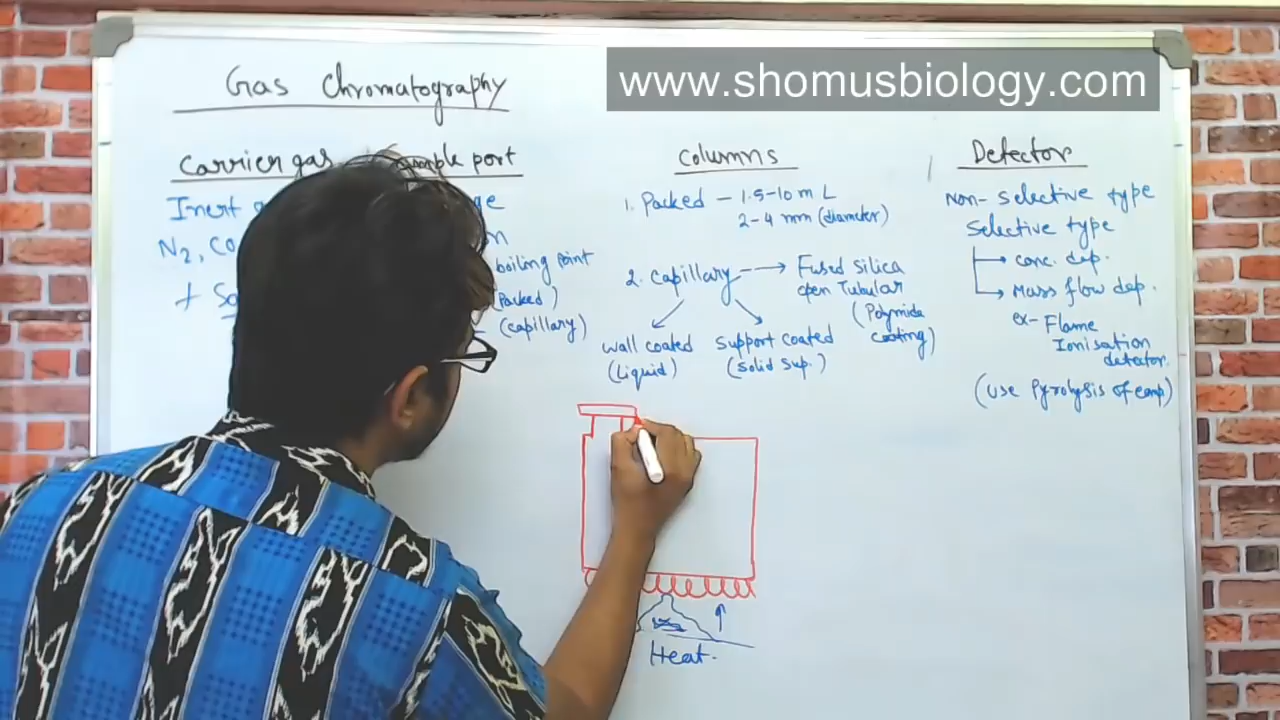 www.shomusbiology.com
Gas Chromatography
Carrier gas
port
Inert
N2, CO
+
boiling point
(Packed)
(capillary)
Columns
1. Packed - 1.5-10 m L
2-4 mm (diameter)
2. Capillary --→ Fused Silica
open Tubular
(Polymide
coating)
wall coated
(Liquid)
Support coated
(Solid Sup.)
Heat.
Detector
Non-selective type
Selective type
Conc. dep.
Mass flow dep.
ex- Flame
Ionisation
detector.
(Use Pyrolysis of comp)